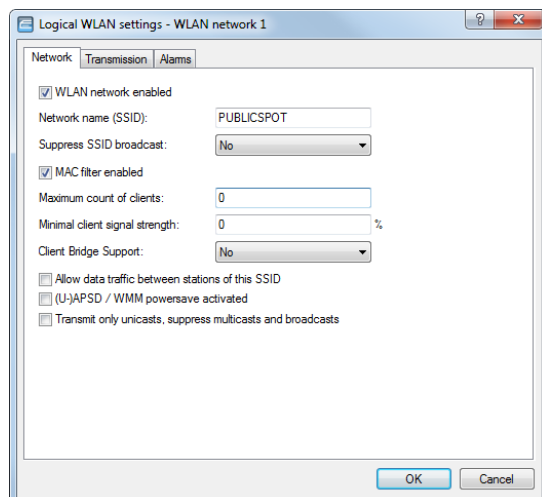 Logical WLAN settings - WLAN network 1
? X
Network Transmission Alarms
WLAN network enabled
Network name (SSID): PUBLICSPOT
Suppress SSID broadcast: No
MAC filter enabled
Maximum count of clients: 0
Minimal client signal strength: 0 %
Client Bridge Support: No
Allow data traffic between stations of this SSID
(U-)APSD / WMM powersave activated
Transmit only unicasts, suppress multicasts and broadcasts
OK Cancel